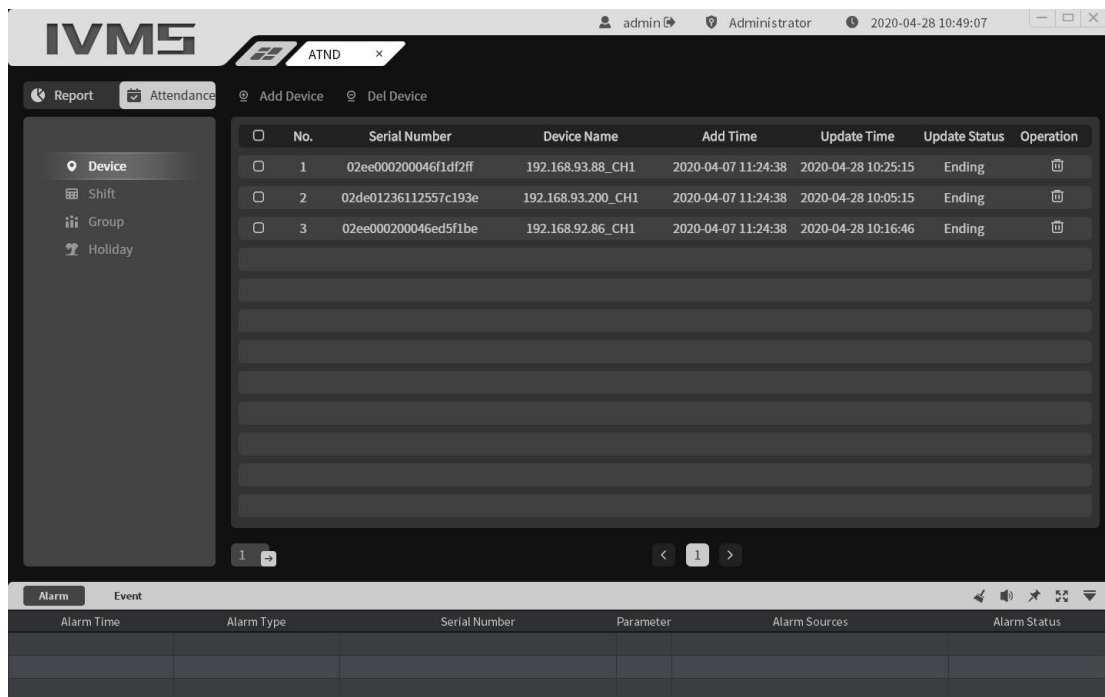 IVMS
admin Administrator 2020-04-28 10:49:07
ATND ×
Report Attendance Add Device Del Device
No. Serial Number Device Name Add Time Update Time Update Status Operation
Device
Shift
Group
Holiday
1 02ee000200046f1df2ff 192.168.93.88_CH1 2020-04-07 11:24:38 2020-04-28 10:25:15 Ending
2 02de01236112557c193e 192.168.93.200_CH1 2020-04-07 11:24:38 2020-04-28 10:05:15 Ending
3 02ee000200046ed5f1be 192.168.92.86_CH1 2020-04-07 11:24:38 2020-04-28 10:16:46 Ending
1 1
Alarm Event
Alarm Time Alarm Type Serial Number Parameter Alarm Sources Alarm Status